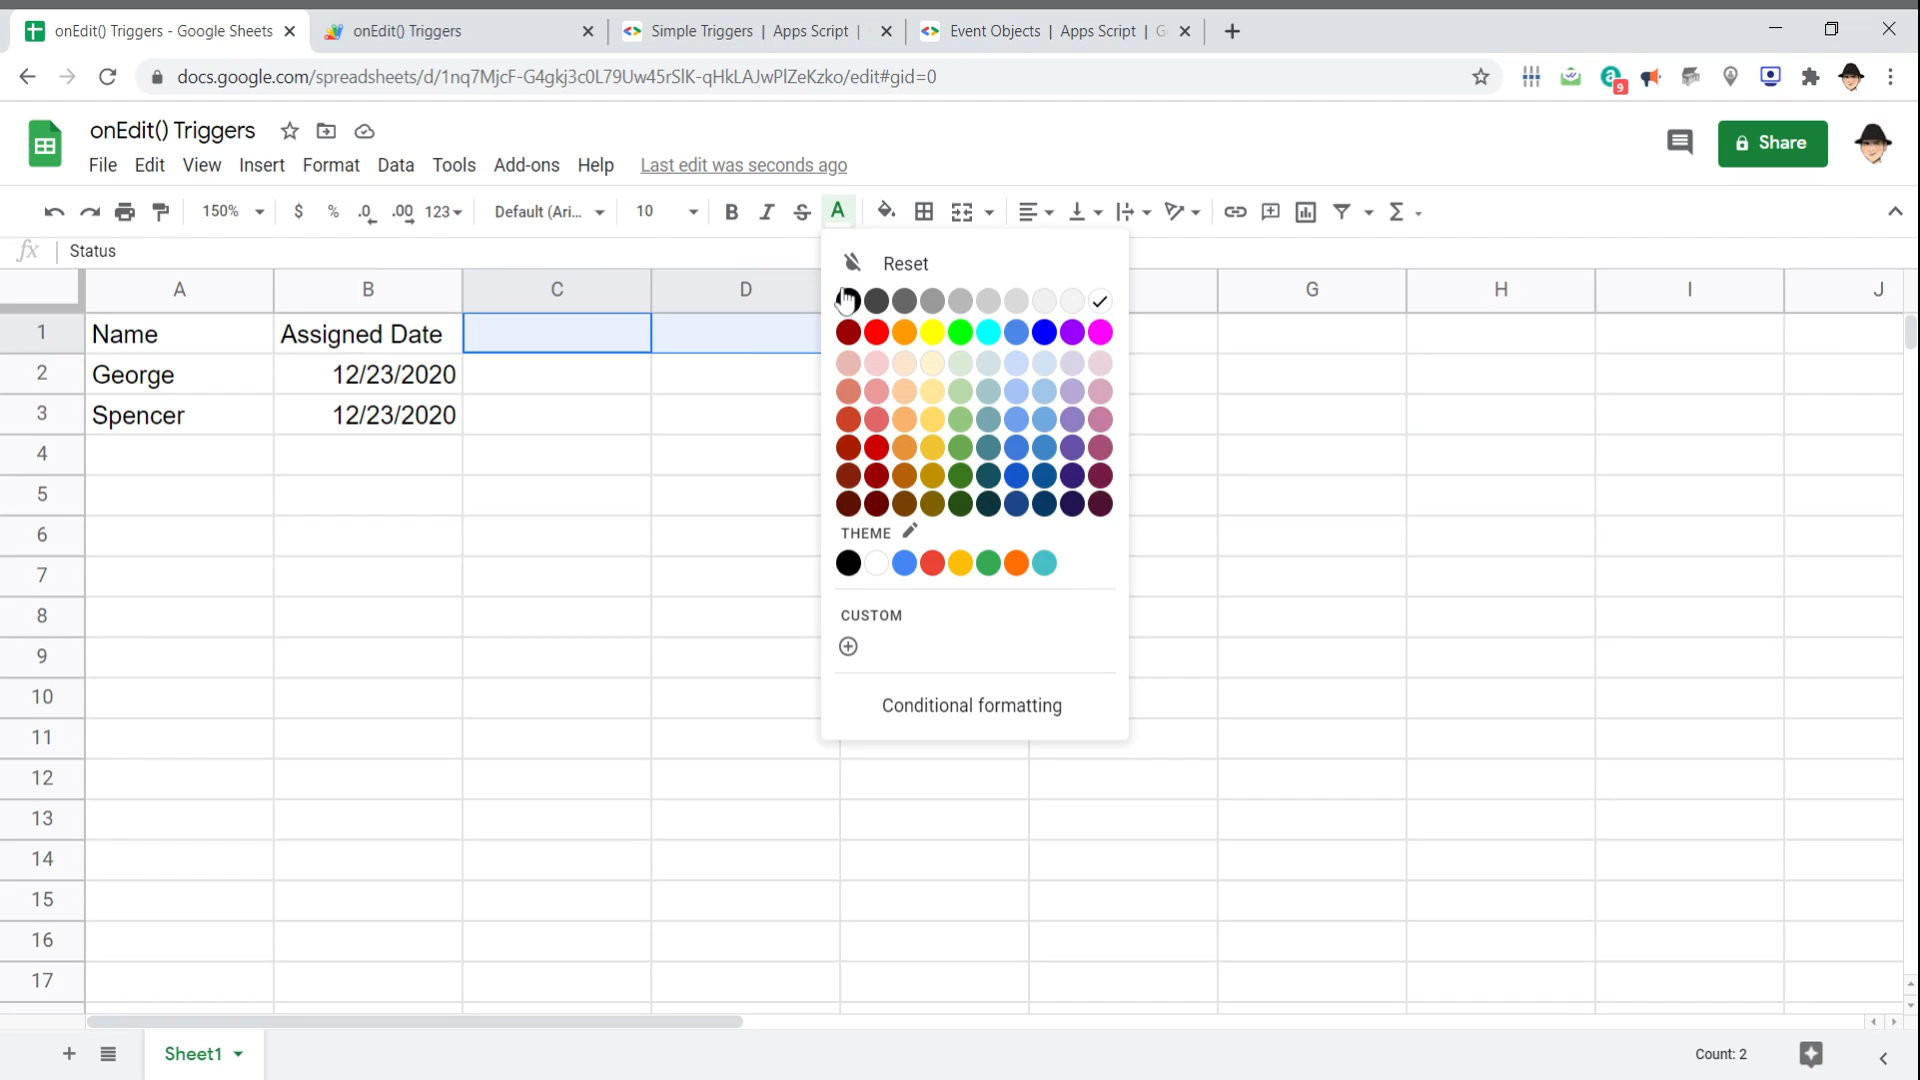 onEdit() Triggers - Google Sheets
onEdit() Triggers
Simple Triggers | Apps Script |
Event Objects | Apps Script | G
docs.google.com/spreadsheets/d/1nq7MjcF-G4gkj3c0L79Uw45rSlK-qHkLAJwPlZeKzko/edit#gid=0
9
onEdit() Triggers
Share
File Edit View Insert Format Data Tools Add-ons Help Last edit was seconds ago
150% $ % .0 .00 123 Default (Ari... 10 B I S A Σ
fx Status
Reset
A B C D G H I J
1 Name Assigned Date
2 George 12/23/2020
3 Spencer 12/23/2020
4
5
6
THEME
7
8
CUSTOM
9
10
Conditional formatting
11
12
13
14
15
16
17
Sheet1 Count: 2